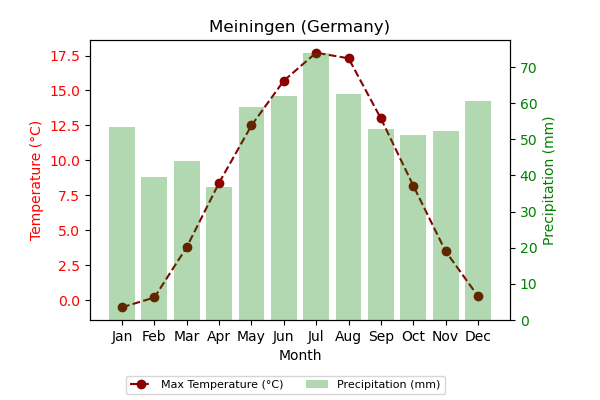 Meiningen (Germany)
Temperature (°C)
17.5
15.0
12.5
10.0
7.5
5.0
2.5
0.0
70
60
50
40
30
20
10
0
Precipitation (mm)
Jan Feb Mar Apr May Jun Jul Aug Sep Oct Nov Dec
Month
Max Temperature (°C) Precipitation (mm)